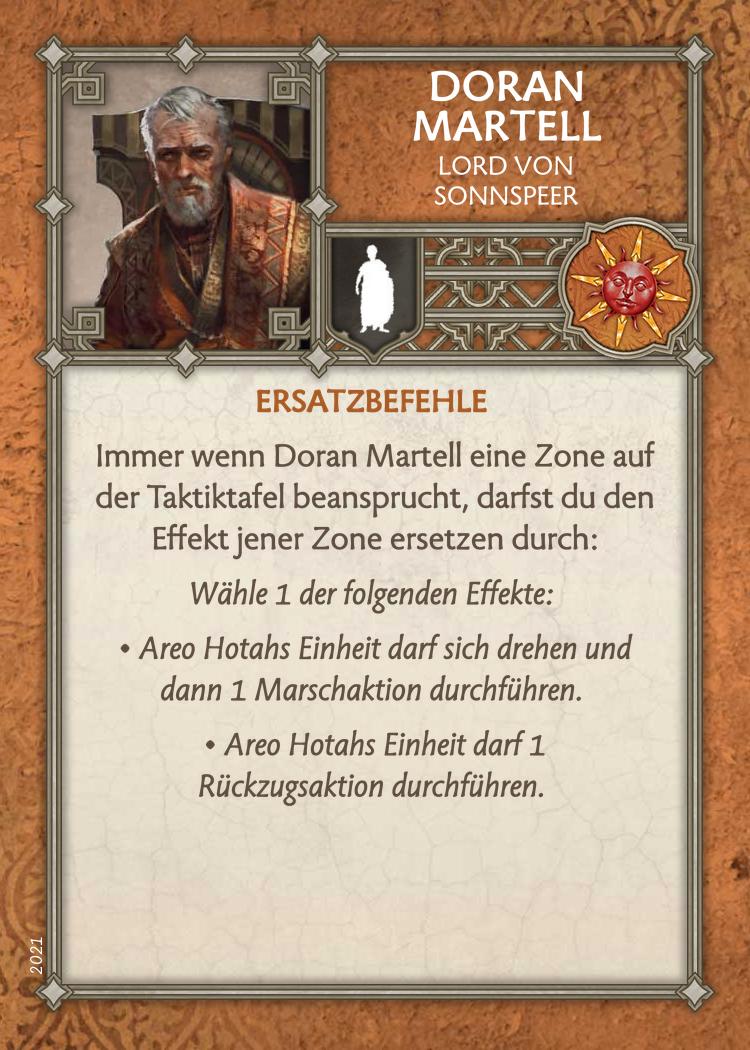 DORAN
MARTELL
LORD VON
SONNSPEER
ERSATZBEFEHLE
Immer wenn Doran Martell eine Zone auf
der Taktiktafel beansprucht, darfst du den
Effekt jener Zone ersetzen durch:
Wähle 1 der folgenden Effekte:
• Areo Hotahs Einheit darf sich drehen und
dann 1 Marschaktion durchführen.
• Areo Hotahs Einheit darf 1
Rückzugsaktion durchführen.
2021